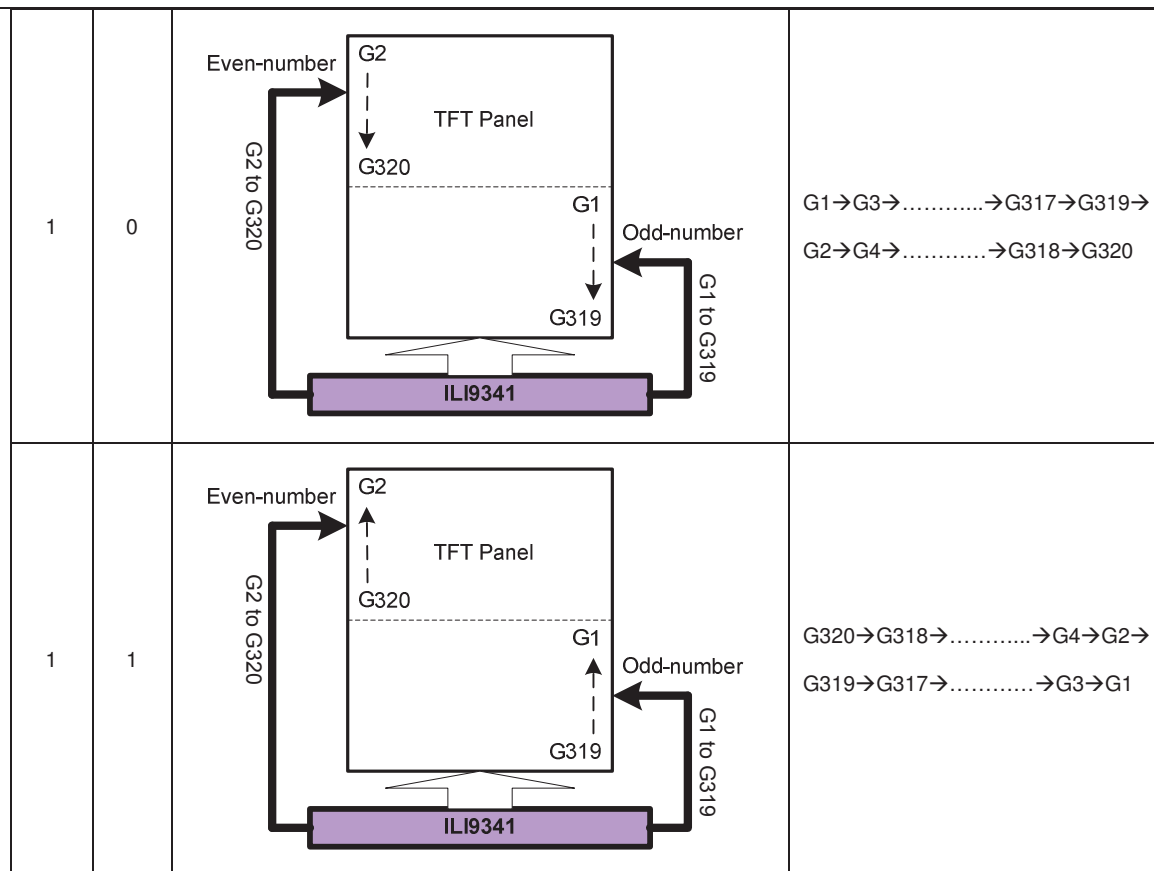 1
0
Even-number
G2
TFT Panel
G2 to G320
G320
G1
Odd-number
G1 to G319
G319
ILI9341
G1→G3→…………→G317→G319→
G2→G4→…………→G318→G320
1
1
Even-number
G2
TFT Panel
G2 to G320
G320
G1
Odd-number
G1 to G319
G319
ILI9341
G320→G318→…………→G4→G2→
G319→G317→…………→G3→G1